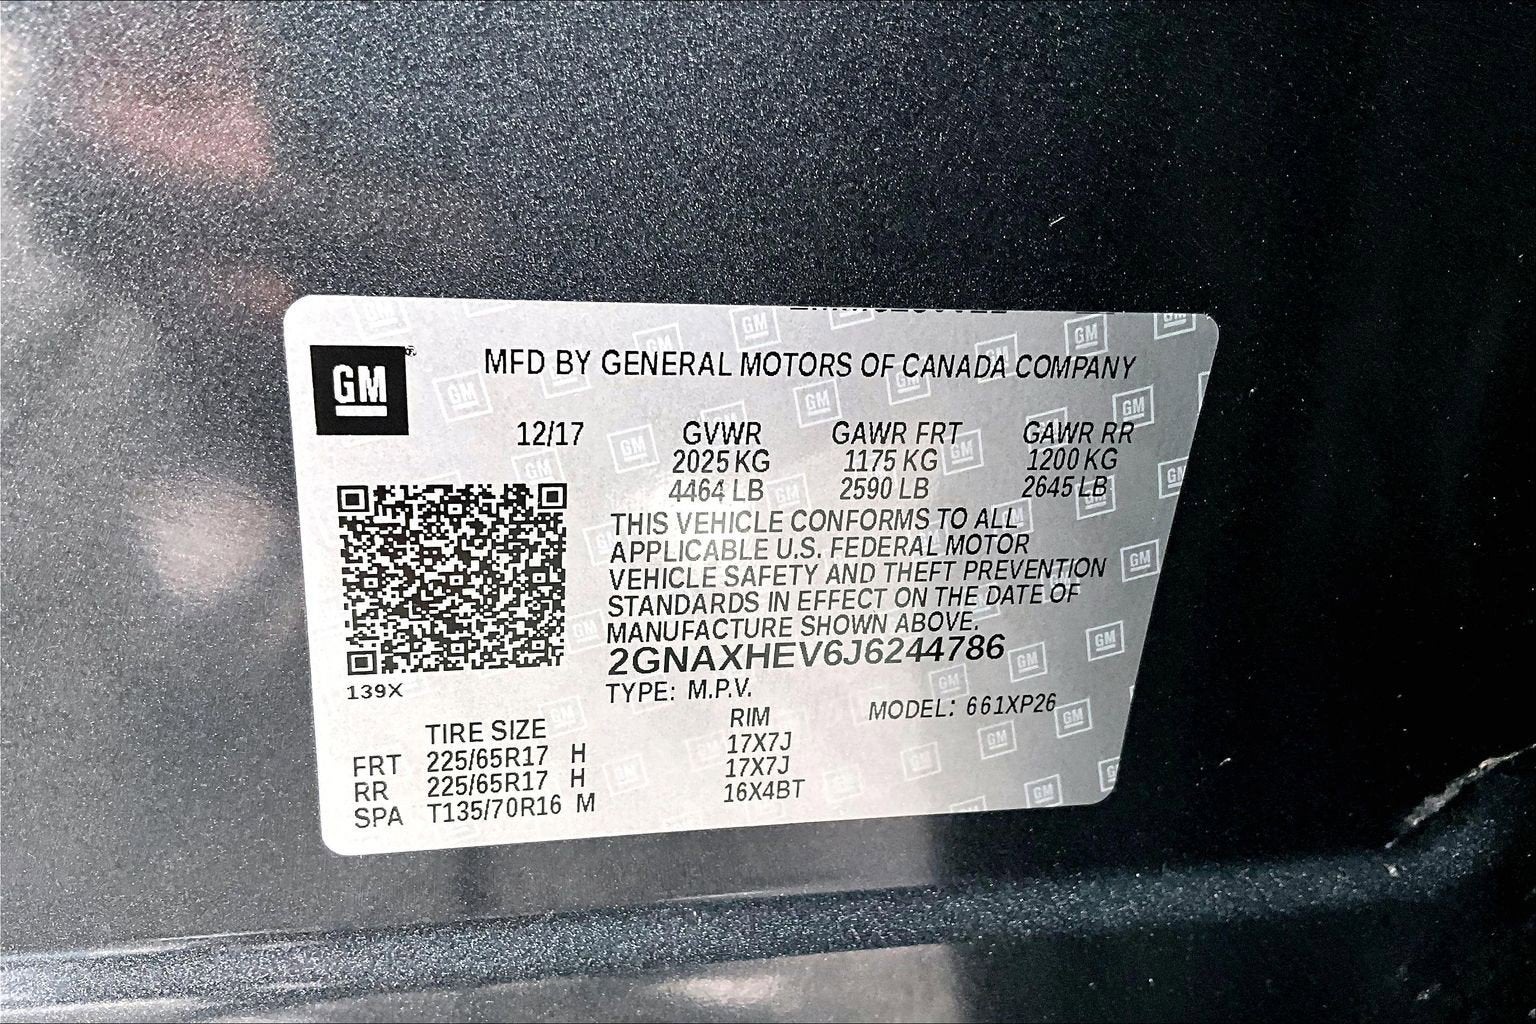 GM
MFD BY GENERAL MOTORS OF CANADA COMPANY
12/17 GVWR GAWR FRT GAWR RR
2025 KG 1175 KG 1200 KG
4464 LB 2590 LB 2645 LB
THIS VEHICLE CONFORMS TO ALL
APPLICABLE U.S. FEDERAL MOTOR
VEHICLE SAFETY AND THEFT PREVENTION
STANDARDS IN EFFECT ON THE DATE OF
MANUFACTURE SHOWN ABOVE.
2GNAXHEV6J6244786
139X
TYPE: M.P.V.
MODEL: 661XP26
TIRE SIZE RIM
FRT 225/65R17 H 17X7J
RR 225/65R17 H 17X7J
SPA T135/70R16 M 16X4BT